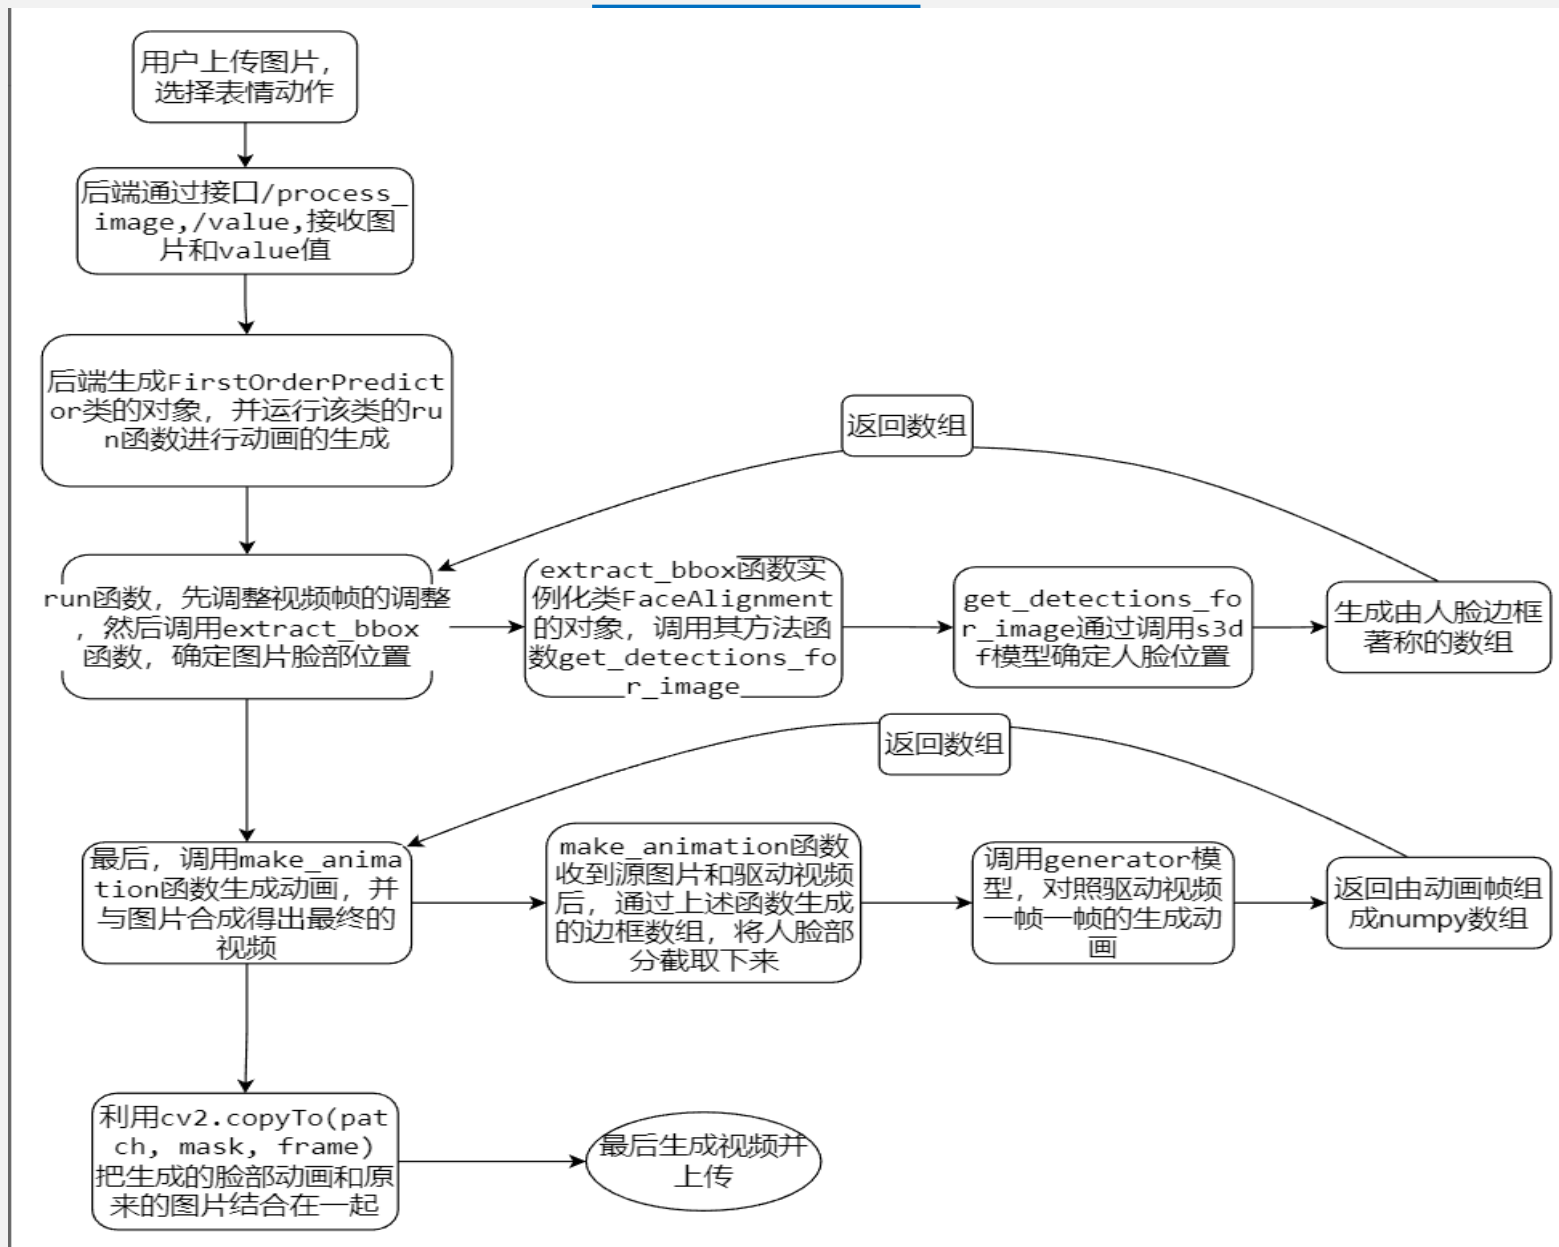 用户上传图片，
选择表情动作
后端通过接口/process_
image,/value,接收图
片和value值
后端生成FirstOrderPredict
or类的对象，并运行该类的ru
n函数进行动画的生成
返回数组
run函数，先调整视频帧的调整
，然后调用extract_bbox
函数，确定图片脸部位置
extract_bbox函数实
例化类FaceAlignment
的对象，调用其方法函
数get_detections_fo
r_image
get_detections_fo
r_image通过调用s3d
f模型确定人脸位置
生成由人脸边框
著称的数组
返回数组
最后，调用make_anima
tion函数生成动画，并
与图片合成得出最终的
视频
make_animation函数
收到源图片和驱动视频
后，通过上述函数生成
的边框数组，将人脸部
分截取下来
调用generator模
型，对照驱动视频
一帧一帧的生成动
画
返回由动画帧组
成numpy数组
利用cv2.copyTo(pat
ch, mask, frame)
把生成的脸部动画和原
来的图片结合在一起
最后生成视频并
上传